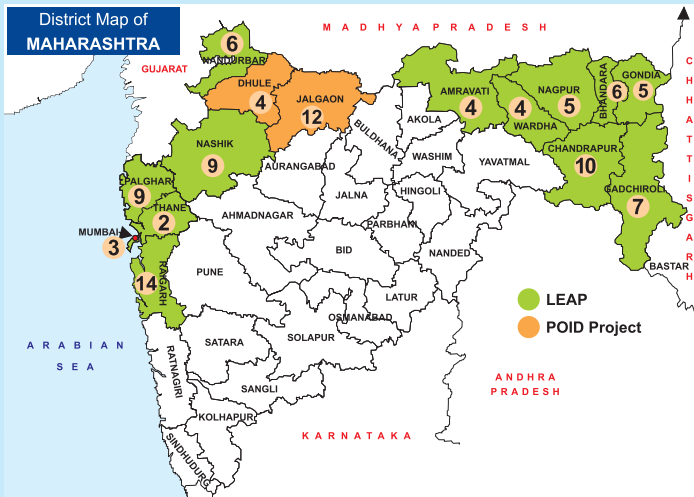 District Map of
MAHARASHTRA
MADHYA PRADESH
GUJARAT
CHHATTISGARH
6
NANDURBAR
DHULE
4
JALGAON
12
NASHIK
9
AMRAVATI
4
4
WARDHA
NAGPUR
5
BHANDARA
6
GONDIA
5
CHANDRAPUR
10
GADCHIROLI
7
BASTAR
BULDHANA
AKOLA
WASHIM
YAVATMAL
AURANGABAD
JALNA
HINGOLI
PARBHANI
NANDED
PALGHAR
9
THANE
2
MUMBAI
3
RAYGARH
14
AHMADNAGAR
PUNE
BID
LATUR
OSMANABAD
SOLAPUR
SATARA
RATNAGIRI
SANGLI
KOLHAPUR
SINDHUDURG
ARABIAN
SEA
LEAP
POID Project
ANDHRA
PRADESH
KARNATAKA